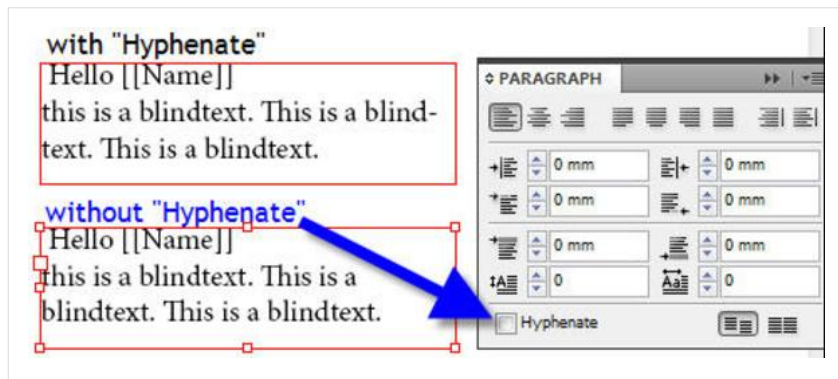 with "Hyphenate"
Hello [[Name]]
this is a blindtext. This is a blind-
text. This is a blindtext.
without "Hyphenate"
Hello [[Name]]
this is a blindtext. This is a
blindtext. This is a blindtext.
PARAGRAPH
0 mm 0 mm
0 mm 0 mm
0 mm 0 mm
0 0
Hyphenate